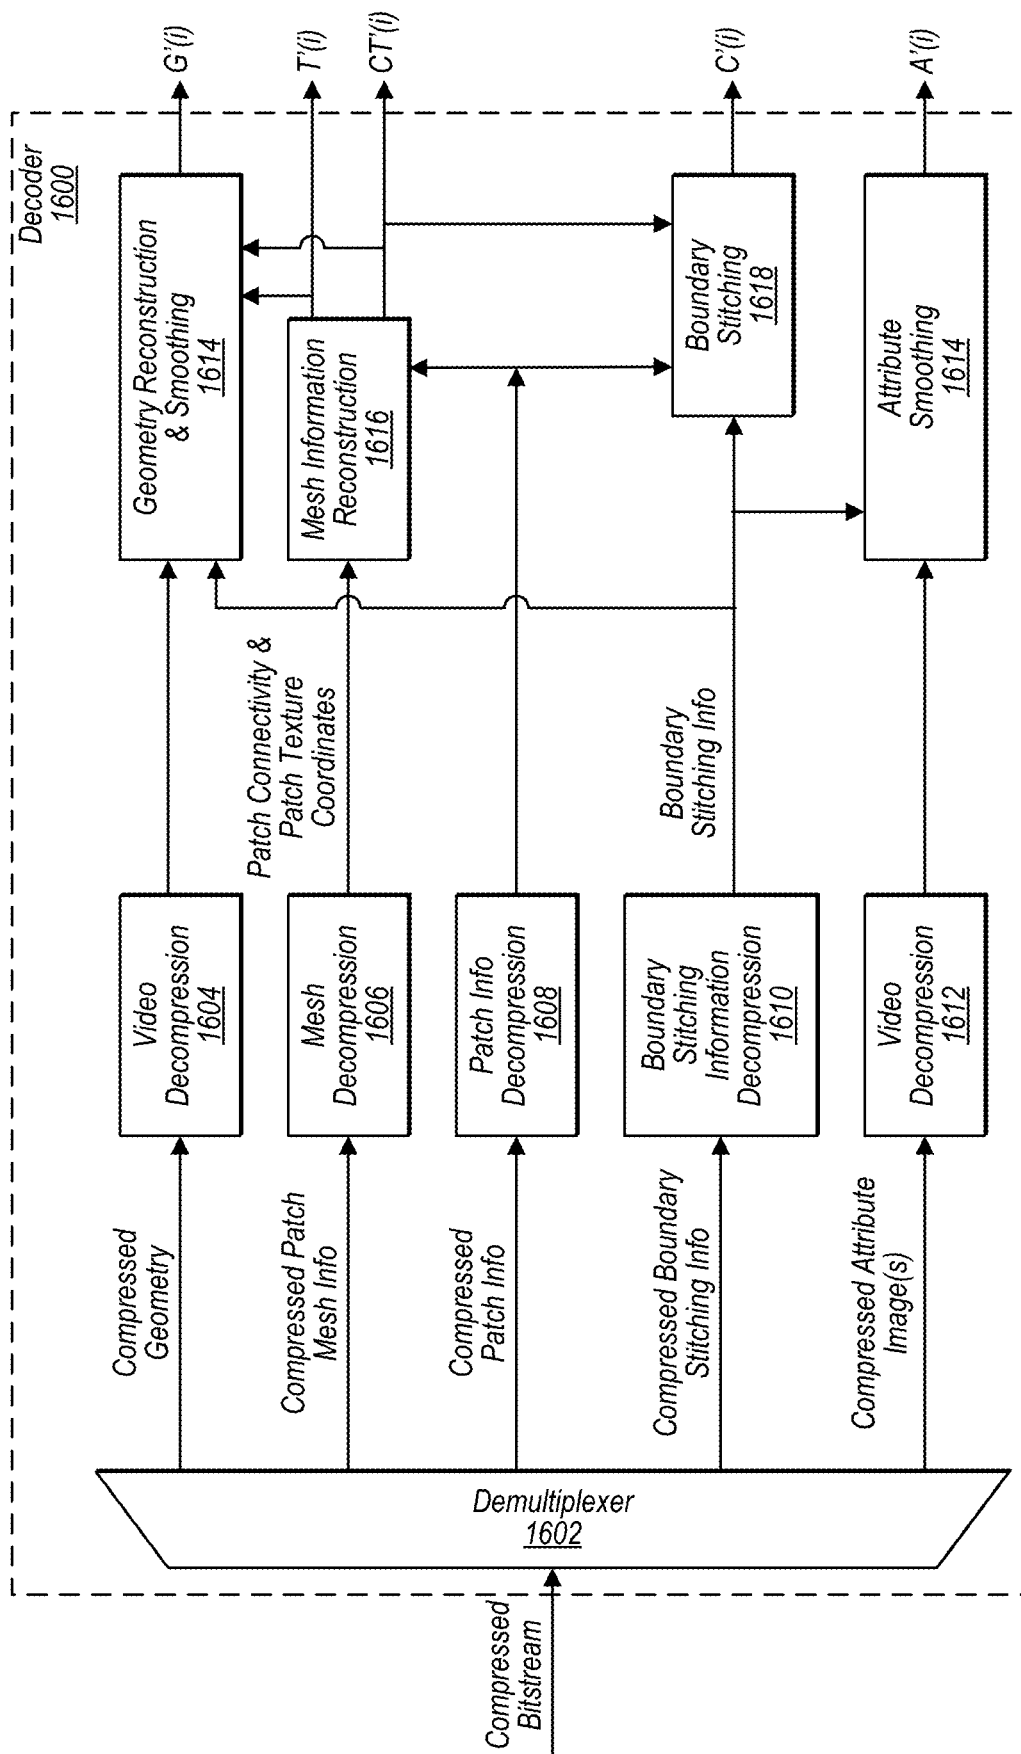 Decoder
1600
Compressed
Bitstream
Demultiplexer
1602
Compressed
Geometry
Compressed Patch
Mesh Info
Compressed
Patch Info
Compressed Boundary
Stitching Info
Compressed Attribute
Image(s)
Video
Decompression
1604
Mesh
Decompression
1606
Patch Info
Decompression
1608
Boundary
Stitching
Information
Decompression
1610
Video
Decompression
1612
Patch Connectivity &
Patch Texture
Coordinates
Boundary
Stitching Info
Geometry Reconstruction
& Smoothing
1614
Mesh Information
Reconstruction
1616
Boundary
Stitching
1618
Attribute
Smoothing
1614
G'(i)
T'(i)
CT'(i)
C'(i)
A'(i)